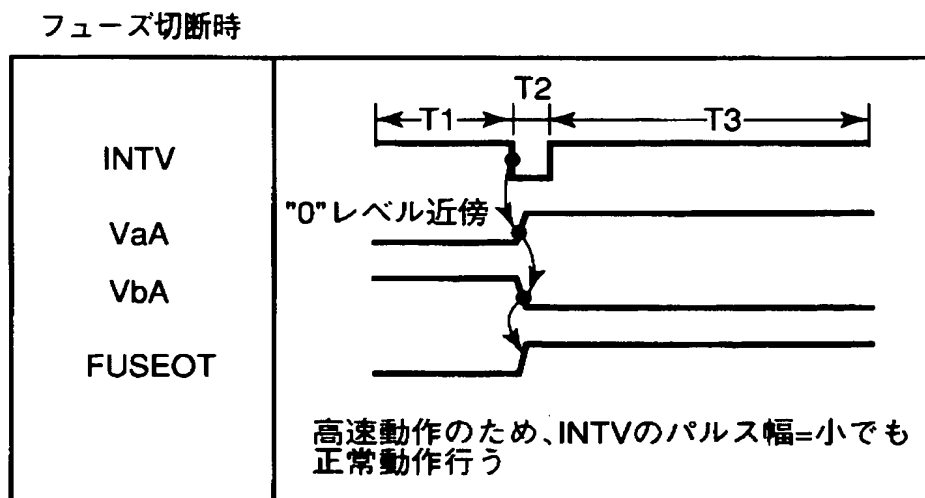 フューズ切断時
T2
T1
T3
INTV
"0"レベル近傍
VaA
VbA
FUSEOT
高速動作のため、INTVのパルス幅=小でも
正常動作行う